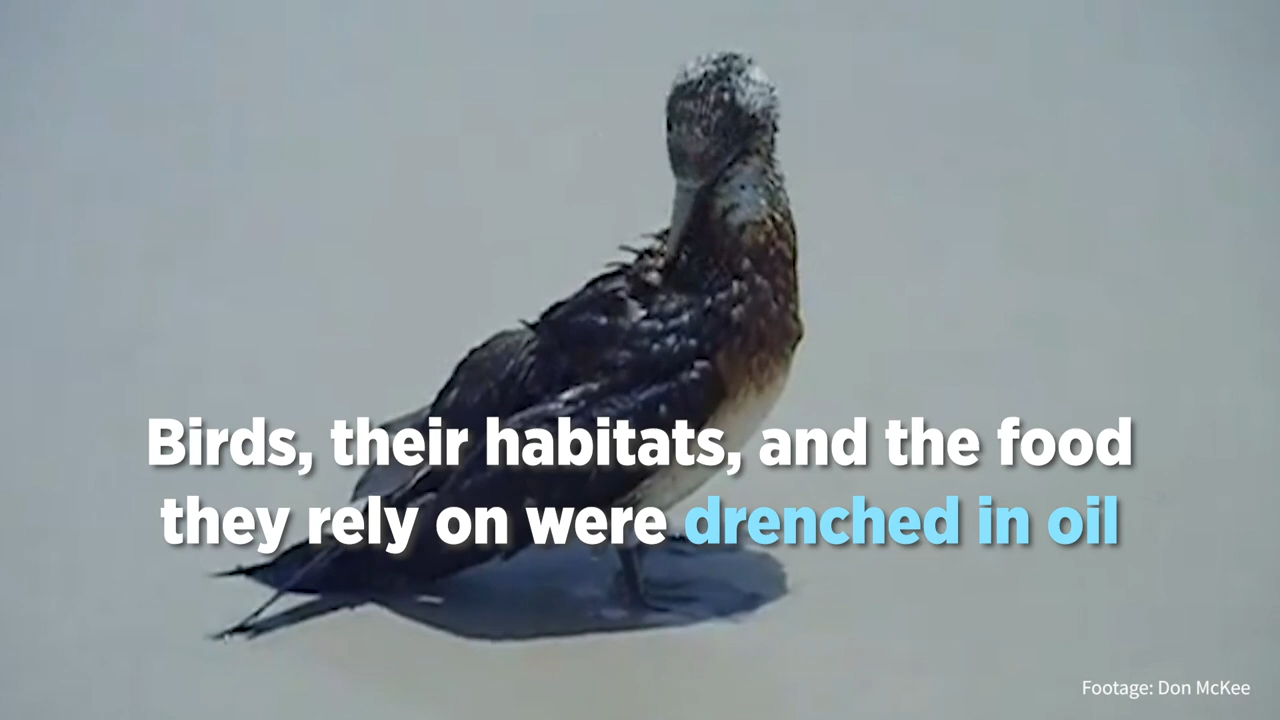 Birds, their habitats, and the food
they rely on were drenched in oil
Footage: Don McKee